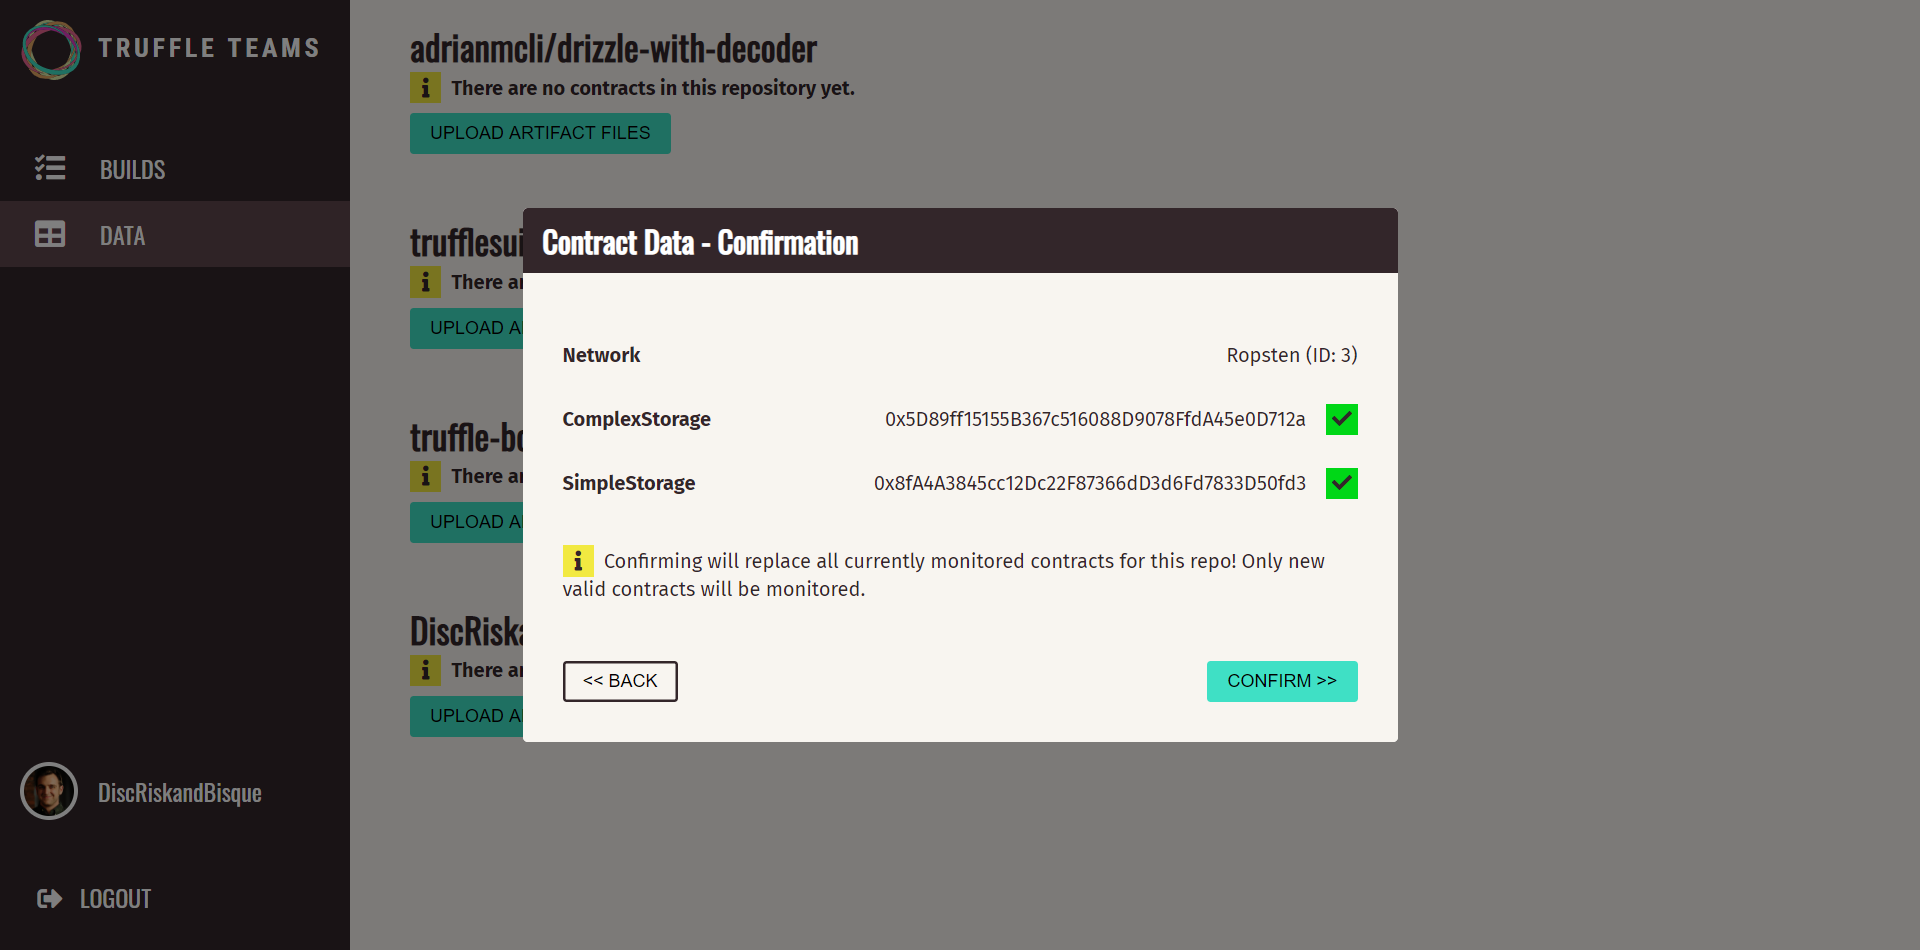 TRUFFLE TEAMS
BUILDS
DATA
DiscRiskandBisque
LOGOUT
adrianmcli/drizzle-with-decoder
There are no contracts in this repository yet.
UPLOAD ARTIFACT FILES
trufflesui
There ar
UPLOAD A
truffle-bo
There ar
UPLOAD A
DiscRiska
There ar
UPLOAD A
Contract Data - Confirmation
Network Ropsten (ID: 3)
ComplexStorage 0x5D89ff15155B367c516088D9078FfdA45e0D712a
SimpleStorage 0x8fA4A3845cc12Dc22F87366dD3d6Fd7833D50fd3
Confirming will replace all currently monitored contracts for this repo! Only new
valid contracts will be monitored.
<< BACK
CONFIRM >>